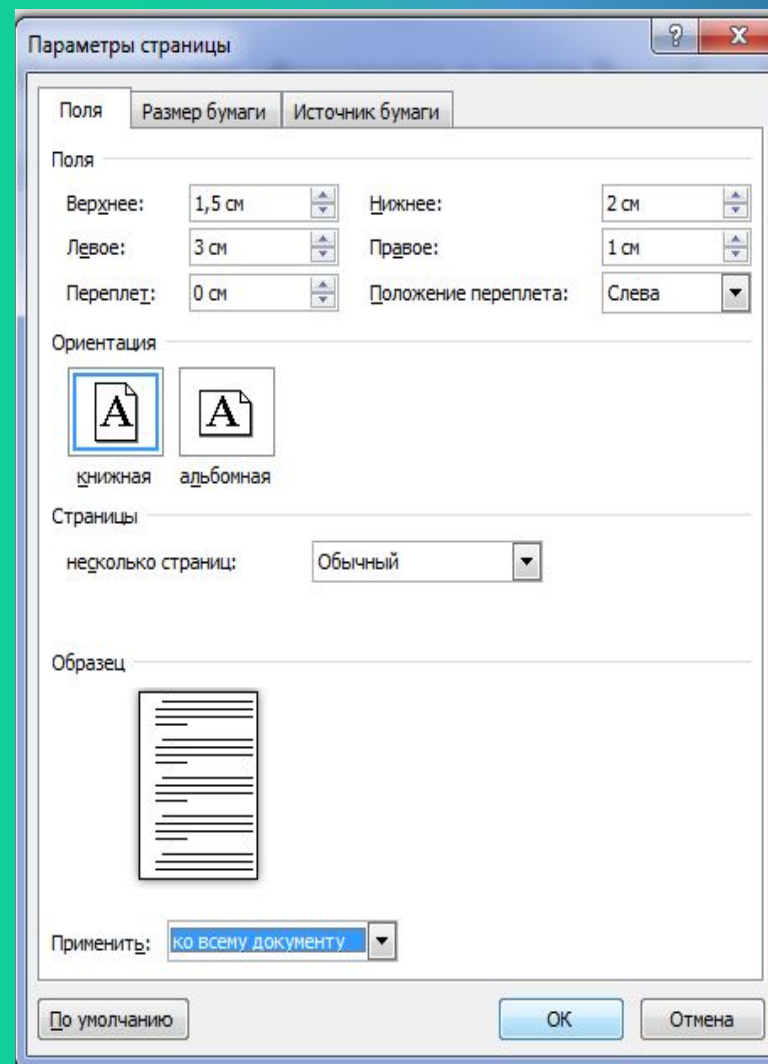 Параметры страницы
Поля Размер бумаги Источник бумаги
Поля
Верхнее: 1,5 см Нижнее: 2 см
Левое: 3 см Правое: 1 см
Переплет: 0 см Положение переплета: Слева
Ориентация
A A
книжная альбомная
Страницы
несколько страниц: Обычный
Образец
Применить: ко всему документу
По умолчанию ОК Отмена